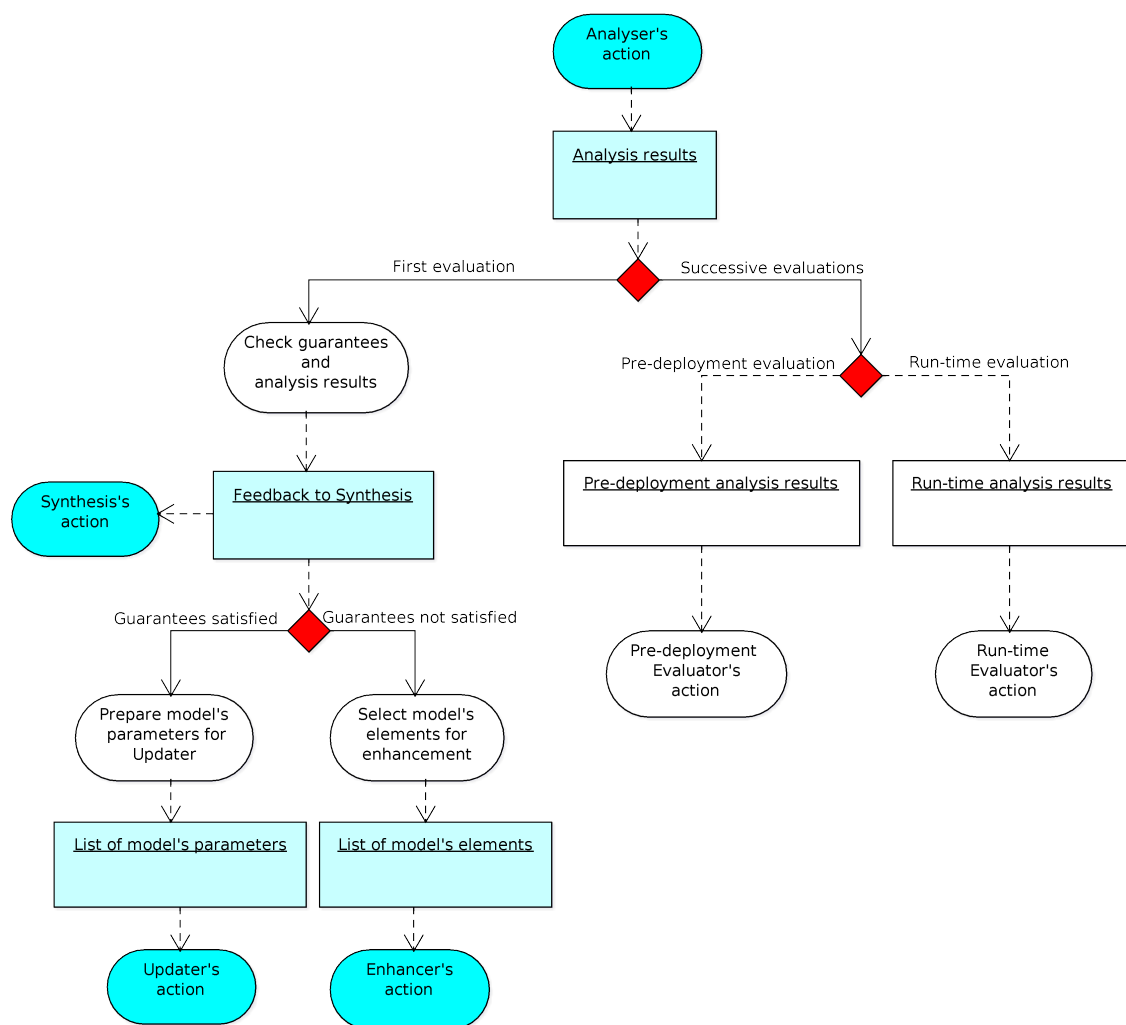 Analyser's
action
Analysis results
First evaluation
Successive evaluations
Check guarantees
and
analysis results
Pre-deployment evaluation
Run-time evaluation
Feedback to Synthesis
Synthesis's
action
Pre-deployment analysis results
Run-time analysis results
Guarantees satisfied
Guarantees not satisfied
Pre-deployment
Evaluator's
action
Run-time
Evaluator's
action
Prepare model's
parameters for
Updater
Select model's
elements for
enhancement
List of model's parameters
List of model's elements
Updater's
action
Enhancer's
action